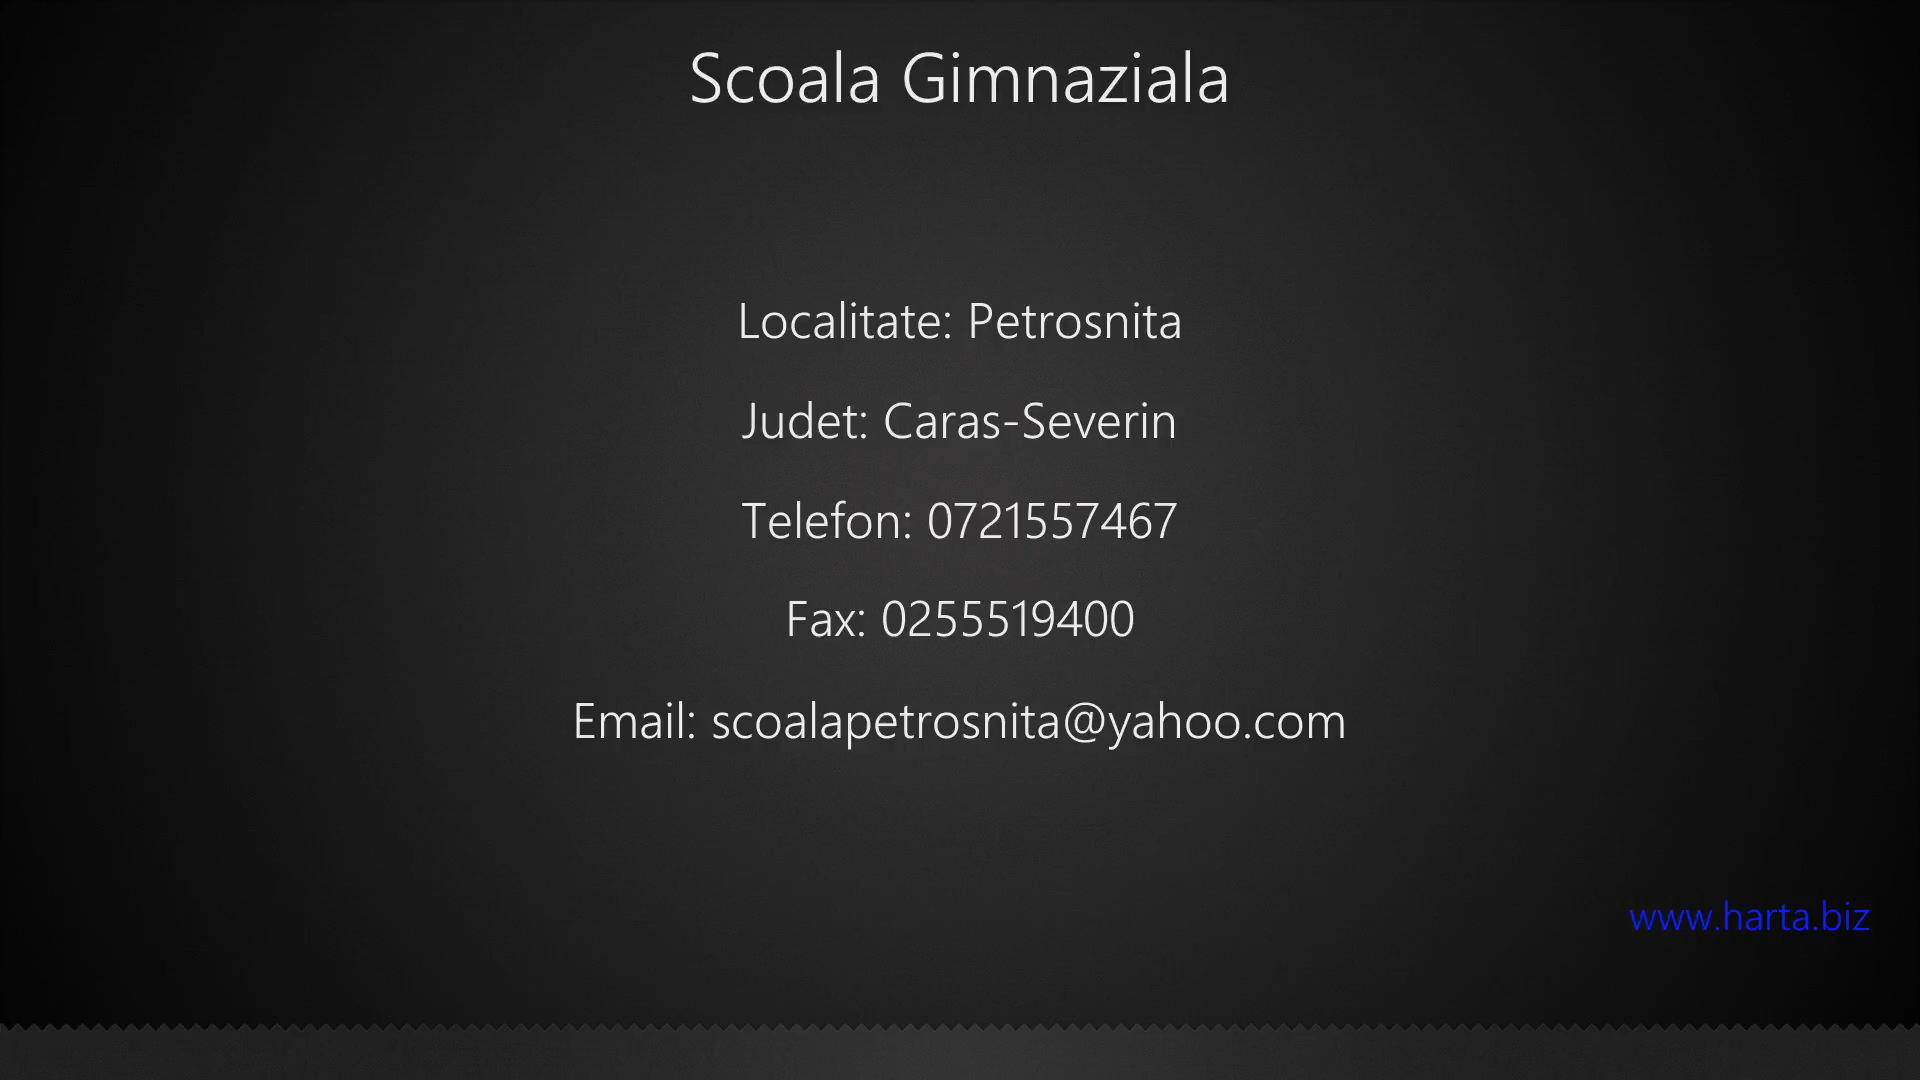 Scoala Gimnaziala
Localitate: Petrosnita
Judet: Caras-Severin
Telefon: 0721557467
Fax: 0255519400
Email: scoalapetrosnita@yahoo.com
www.harta.biz